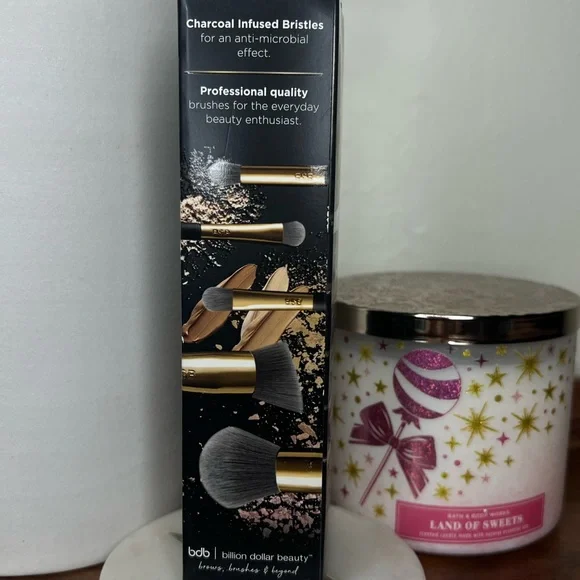 Charcoal Infused Bristles
for an anti-microbial
effect.
Professional quality
brushes for the everyday
beauty enthusiast.
bdb | billion dollar beauty™
brows, brushes & beyond
BATH & BODY WORKS
LAND OF SWEETS